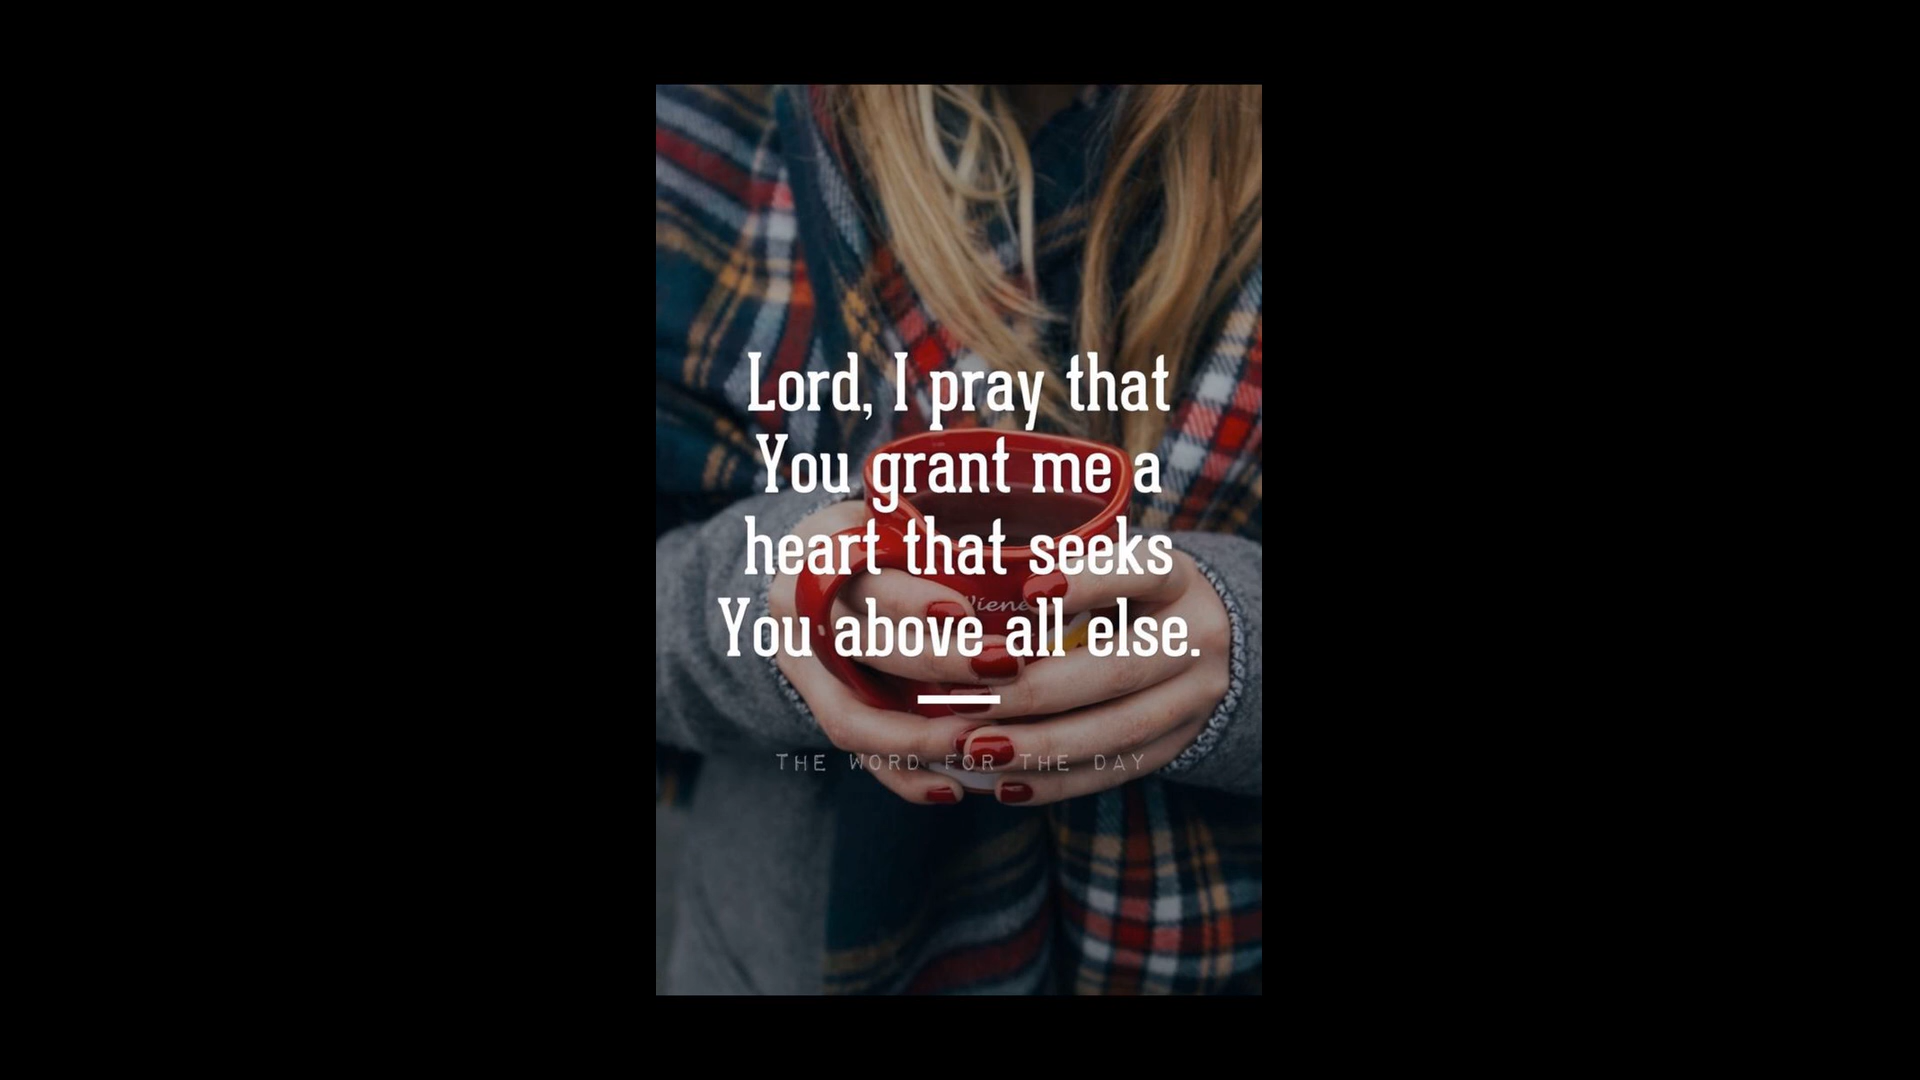 Lord, I pray that
You grant me a
heart that seeks
You above all else.
THE WORD FOR THE DAY